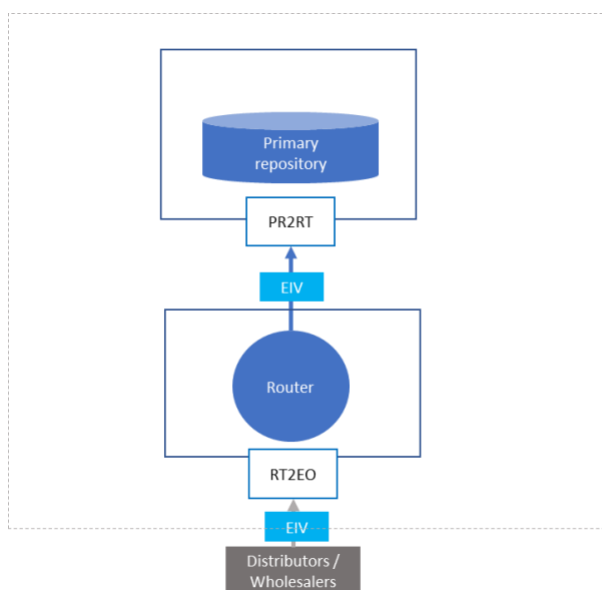 Primary
repository
PR2RT
EIV
Router
RT2EO
EIV
Distributors /
Wholesalers